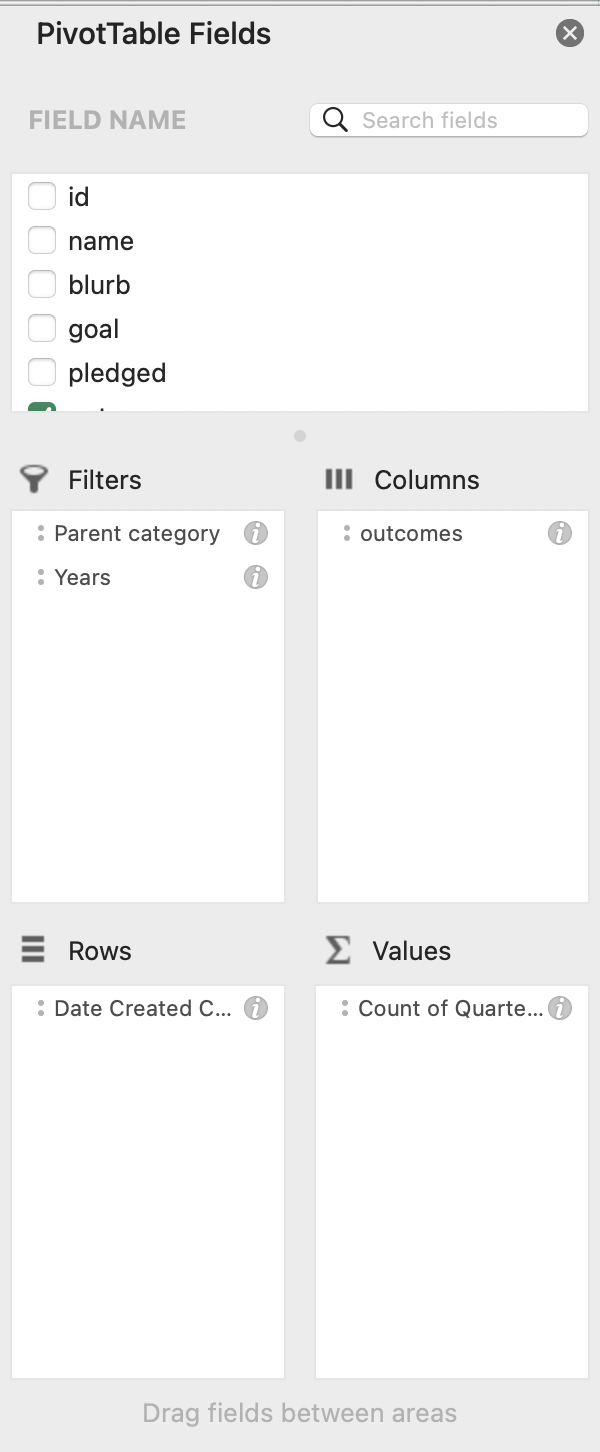 PivotTable Fields
FIELD NAME
Search fields
id
name
blurb
goal
pledged
Filters
Columns
Parent category
outcomes
Years
Rows
Values
Date Created C...
Count of Quarte...
Drag fields between areas